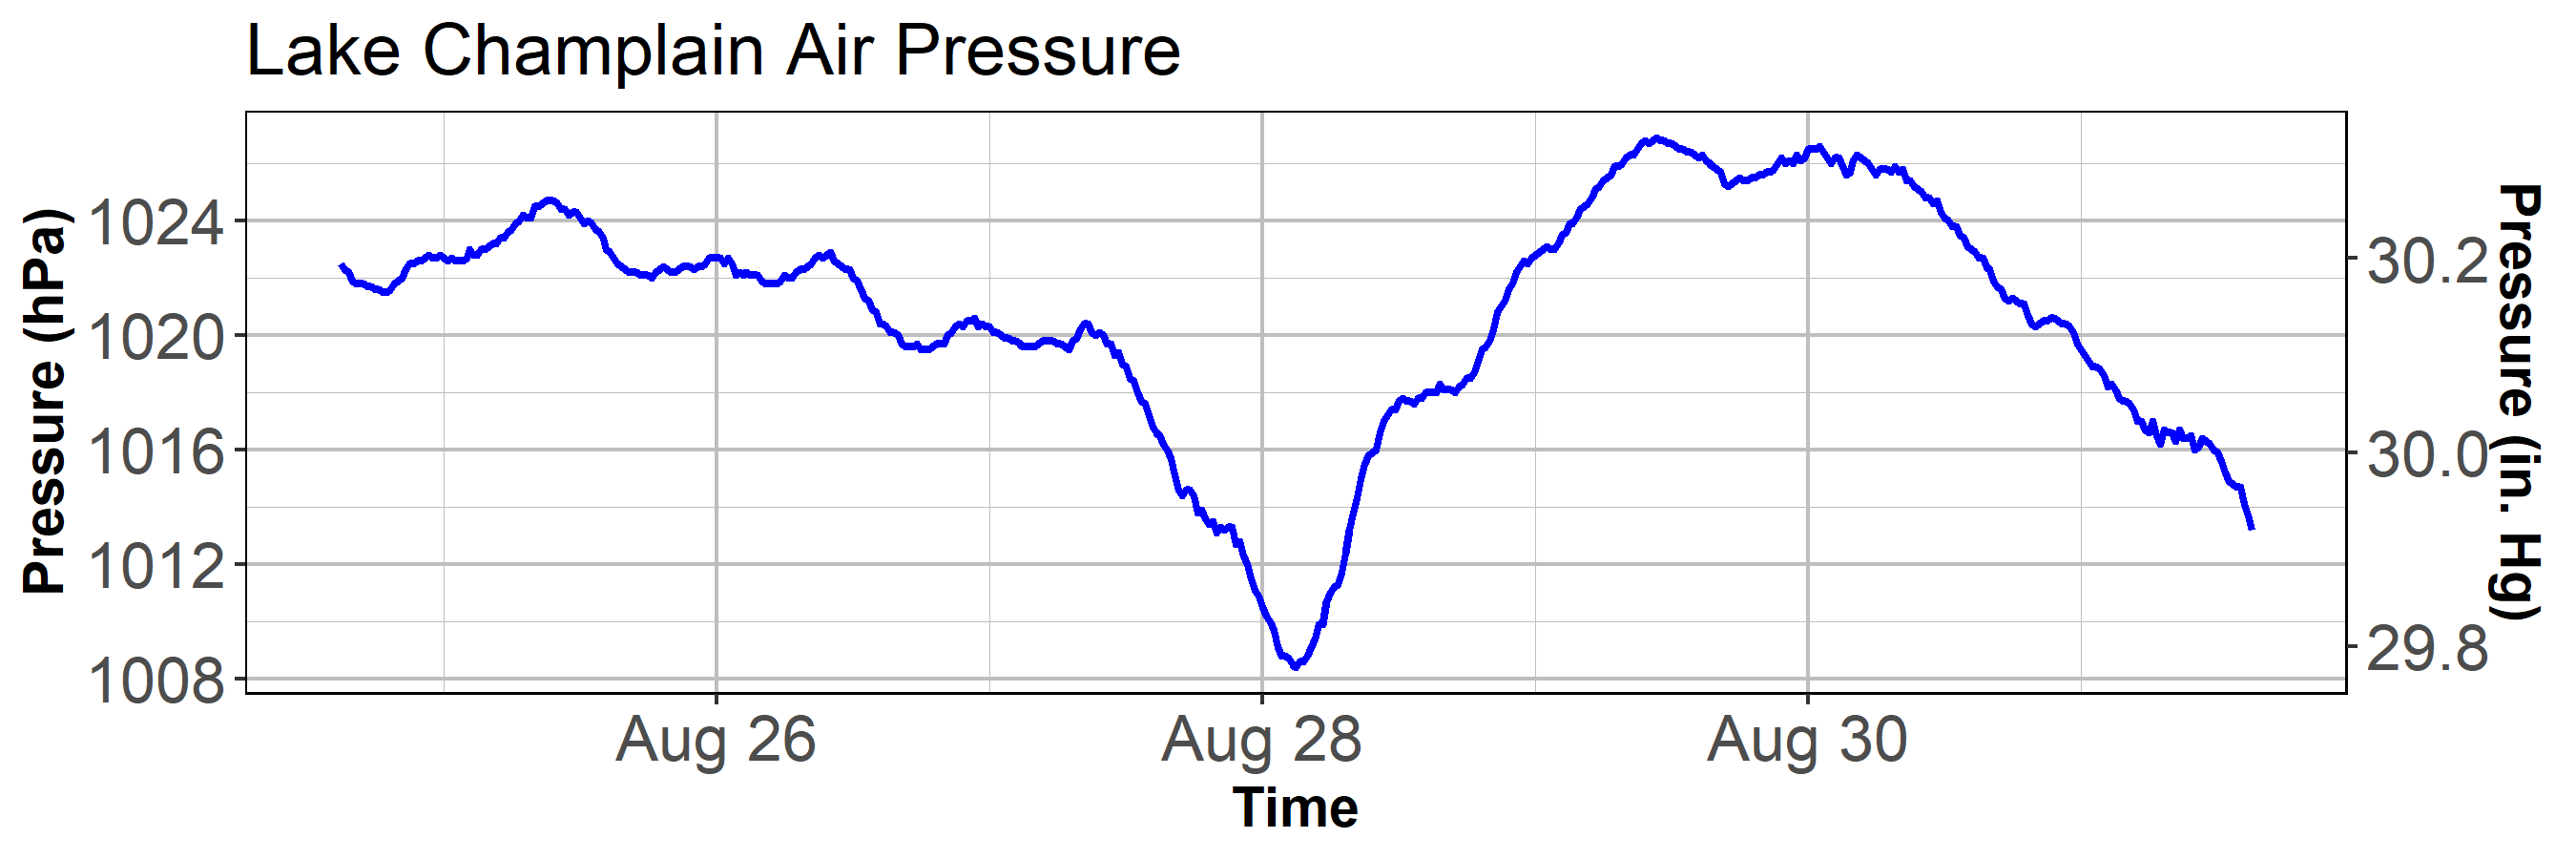 Lake Champlain Air Pressure
Pressure (hPa)
1024
1020
1016
1012
1008
30.2
30.0
29.8
Pressure (in. Hg)
Aug 26 Aug 28 Aug 30
Time